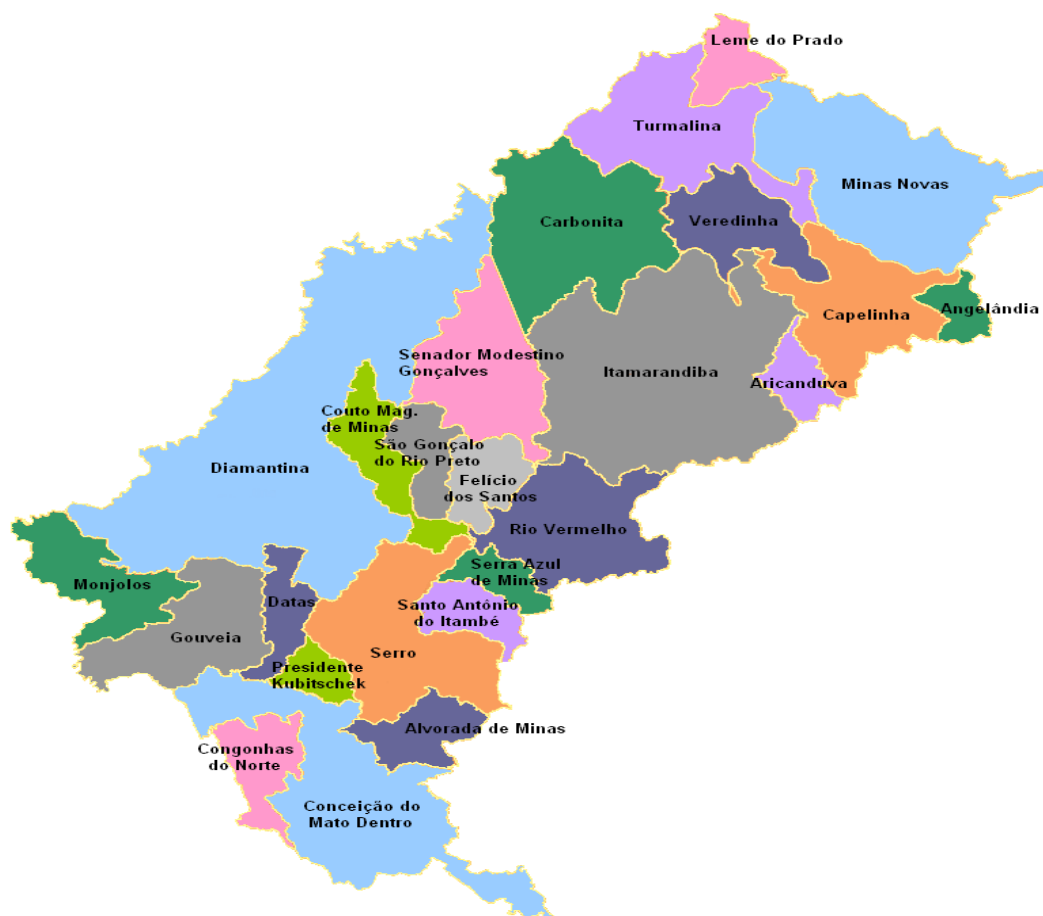 Leme do Prado
Turmalina
Minas Novas
Carbonita
Veredinha
Angelândia
Capelinha
Senador Modestino
Gonçalves
Itamarandiba
Aricanduva
Couto Mag.
de Minas
São Gonçalo
do Rio Preto
Diamantina
Felício
dos Santos
Rio Vermelho
Serra Azul
de Minas
Monjolos
Datas
Santo Antônio
do Itambé
Gouveia
Serro
Presidente
Kubitschek
Alvorada de Minas
Congonhas
do Norte
Conceição do
Mato Dentro